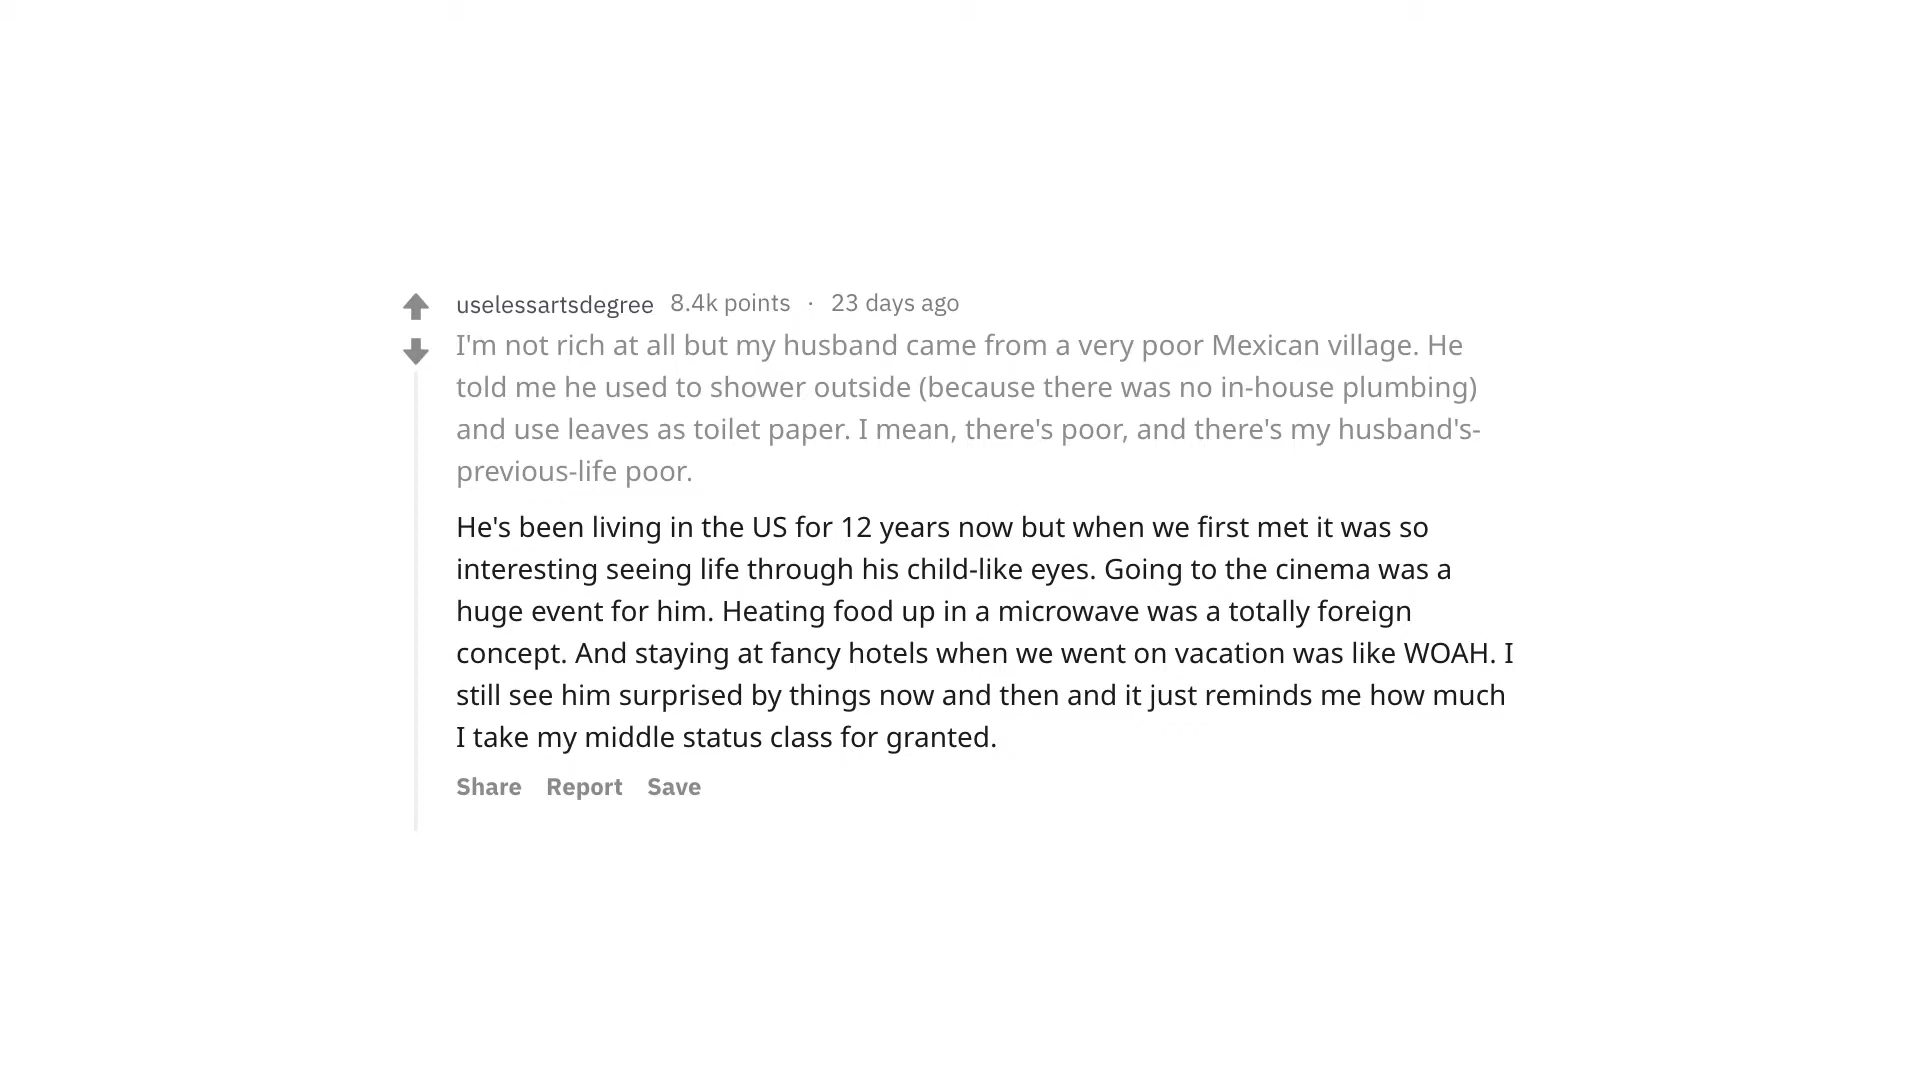 uselessartsdegree 8.4k points · 23 days ago
I'm not rich at all but my husband came from a very poor Mexican village. He
told me he used to shower outside (because there was no in-house plumbing)
and use leaves as toilet paper. I mean, there's poor, and there's my husband's-
previous-life poor.
He's been living in the US for 12 years now but when we first met it was so
interesting seeing life through his child-like eyes. Going to the cinema was a
huge event for him. Heating food up in a microwave was a totally foreign
concept. And staying at fancy hotels when we went on vacation was like WOAH. I
still see him surprised by things now and then and it just reminds me how much
I take my middle status class for granted.
Share Report Save